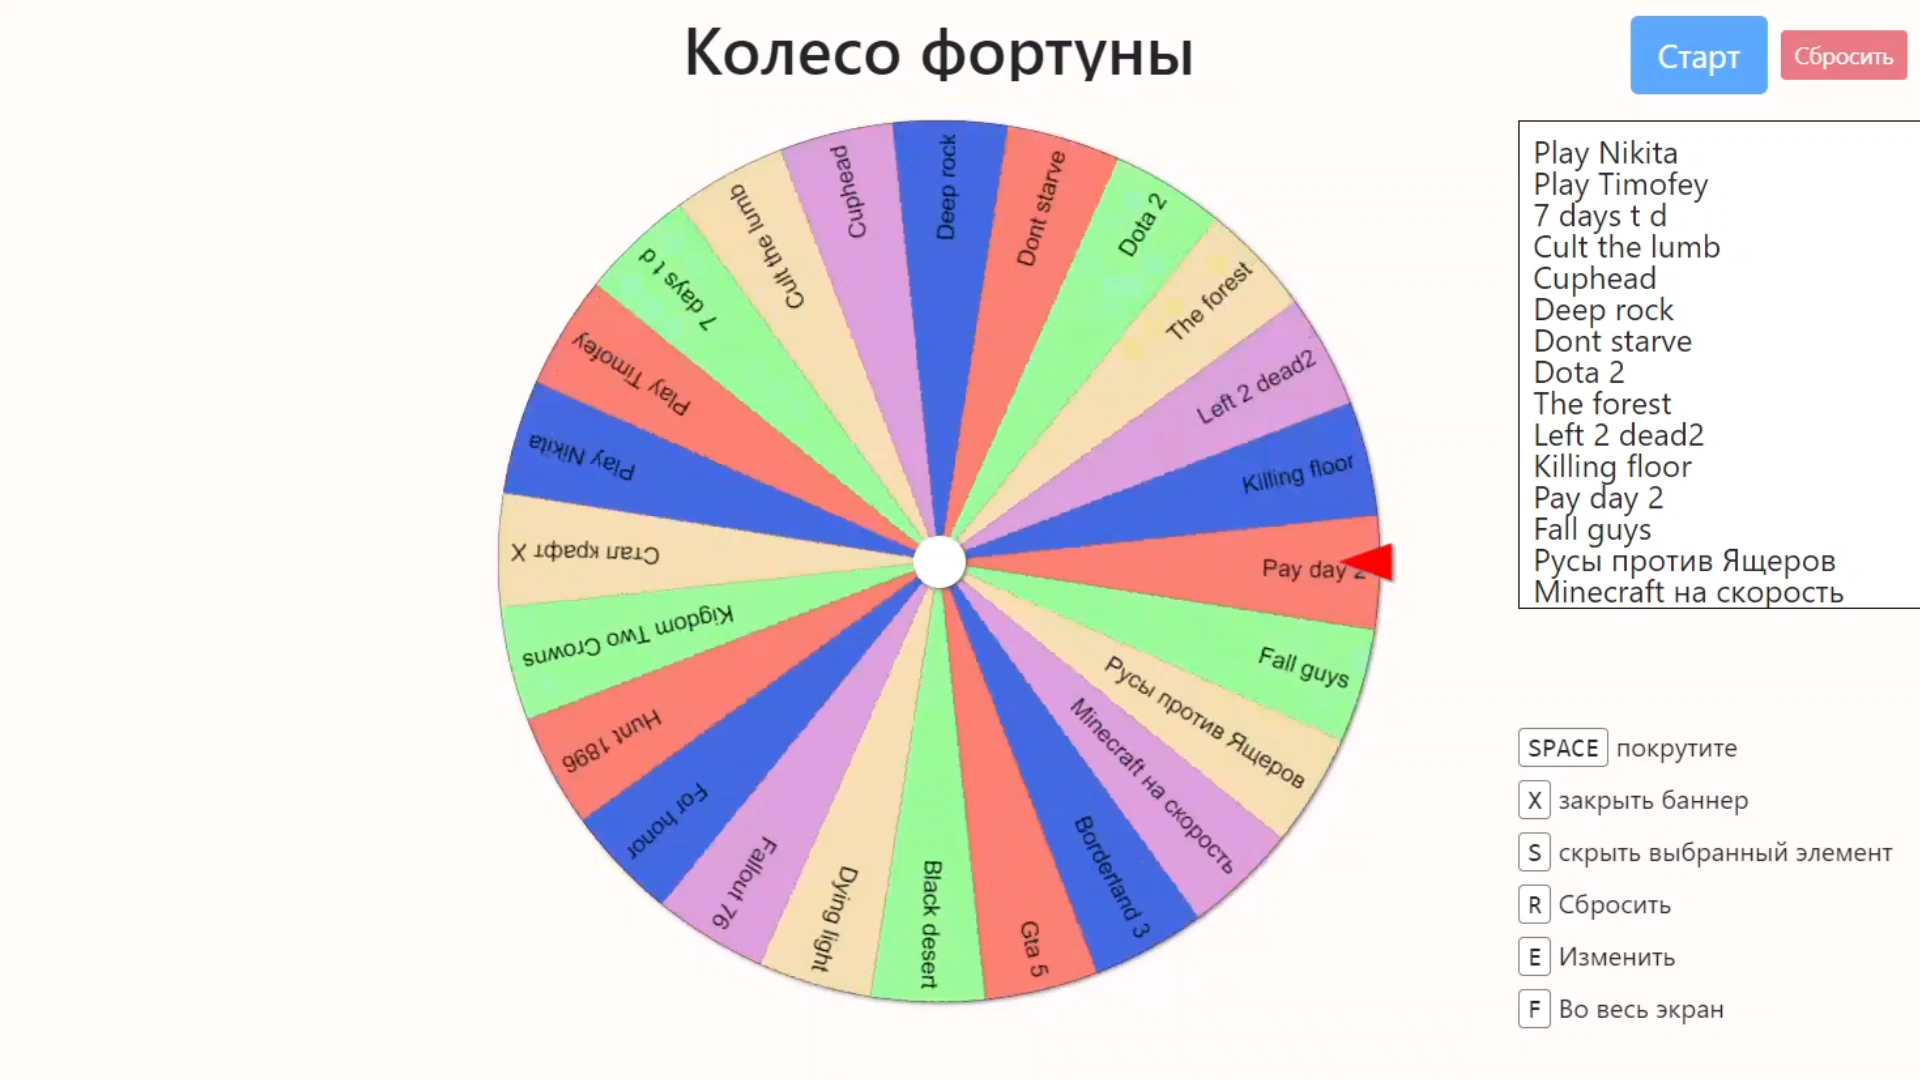 Колесо фортуны
Старт
Сбросить
Deep rock
Dont starve
Dota 2
The forest
Left 2 dead2
Killing floor
Pay day 2
Fall guys
Русы против Ящеров
Minecraft на скорость
Borderland 3
Gta 5
Black desert
Dying light
Fallout 76
For honor
Hunt 1896
Kigdom Two Crowns
Стал крафт X
Play Nikita
Play Timofey
7 days t d
Cult the lumb
Cuphead
Play Nikita
Play Timofey
7 days t d
Cult the lumb
Cuphead
Deep rock
Dont starve
Dota 2
The forest
Left 2 dead2
Killing floor
Pay day 2
Fall guys
Русы против Ящеров
Minecraft на скорость
SPACE покрутите
X закрыть баннер
S скрыть выбранный элемент
R Сбросить
E Изменить
F Во весь экран